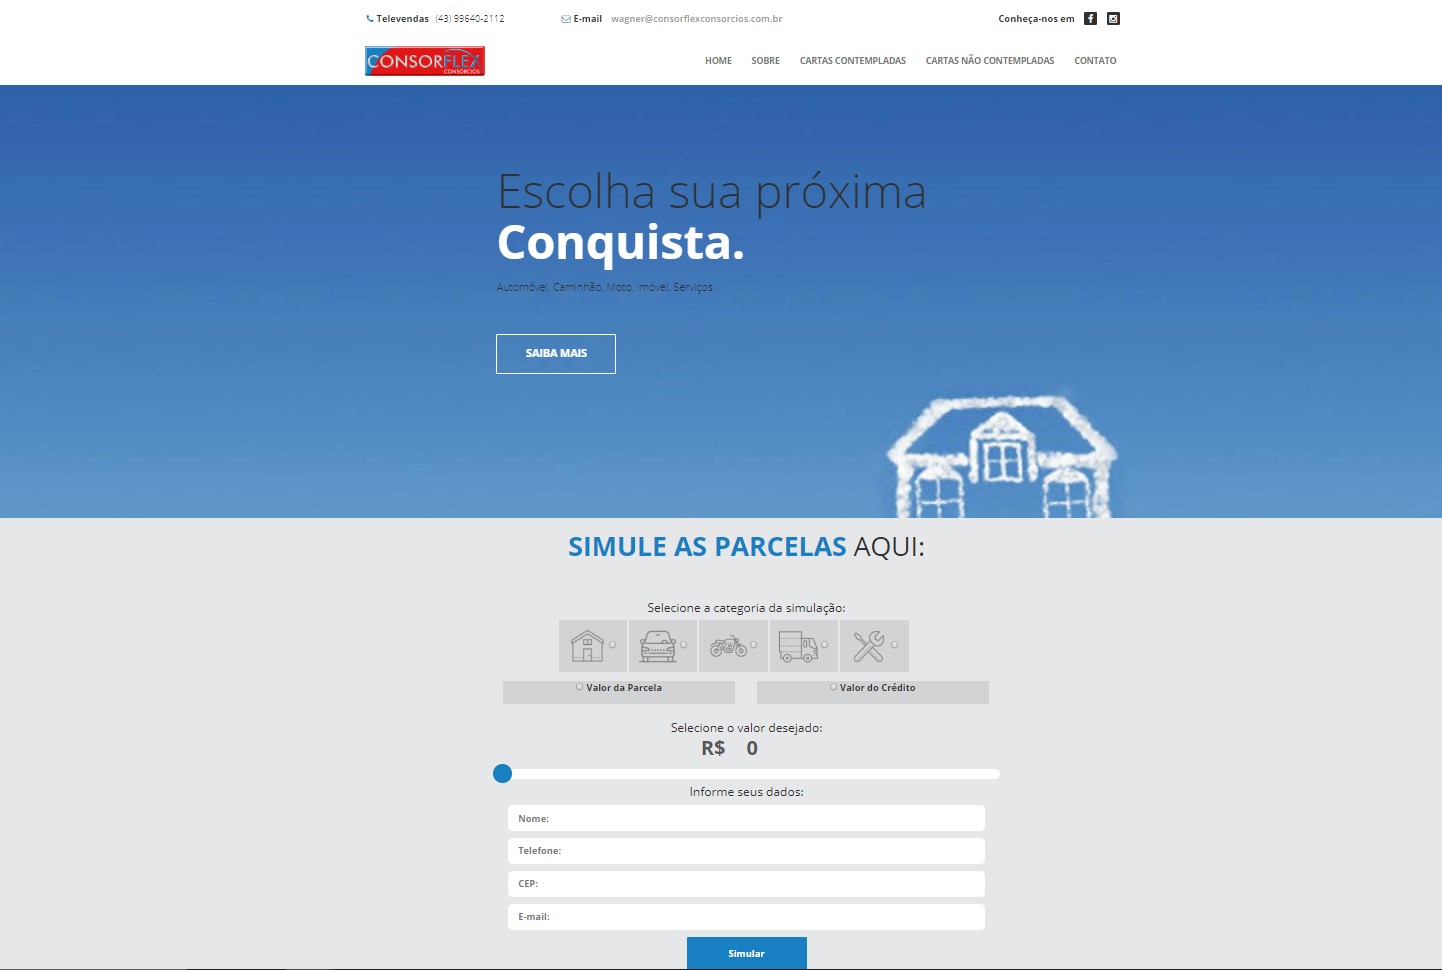 Televendas (43) 99640-2112 E-mail wagner@consorflexconsorcios.com.br Conheça-nos em
CONSORFLEX
CONSÓRCIOS
HOME SOBRE CARTAS CONTEMPLADAS CARTAS NÃO CONTEMPLADAS CONTATO
Escolha sua próxima
Conquista.
Automóvel, Caminhão, Moto, Imóvel, Serviços.
SAIBA MAIS
SIMULE AS PARCELAS AQUI:
Selecione a categoria da simulação:
Valor da Parcela Valor do Crédito
Selecione o valor desejado:
R$ 0
Informe seus dados:
Nome:
Telefone:
CEP:
E-mail:
Simular